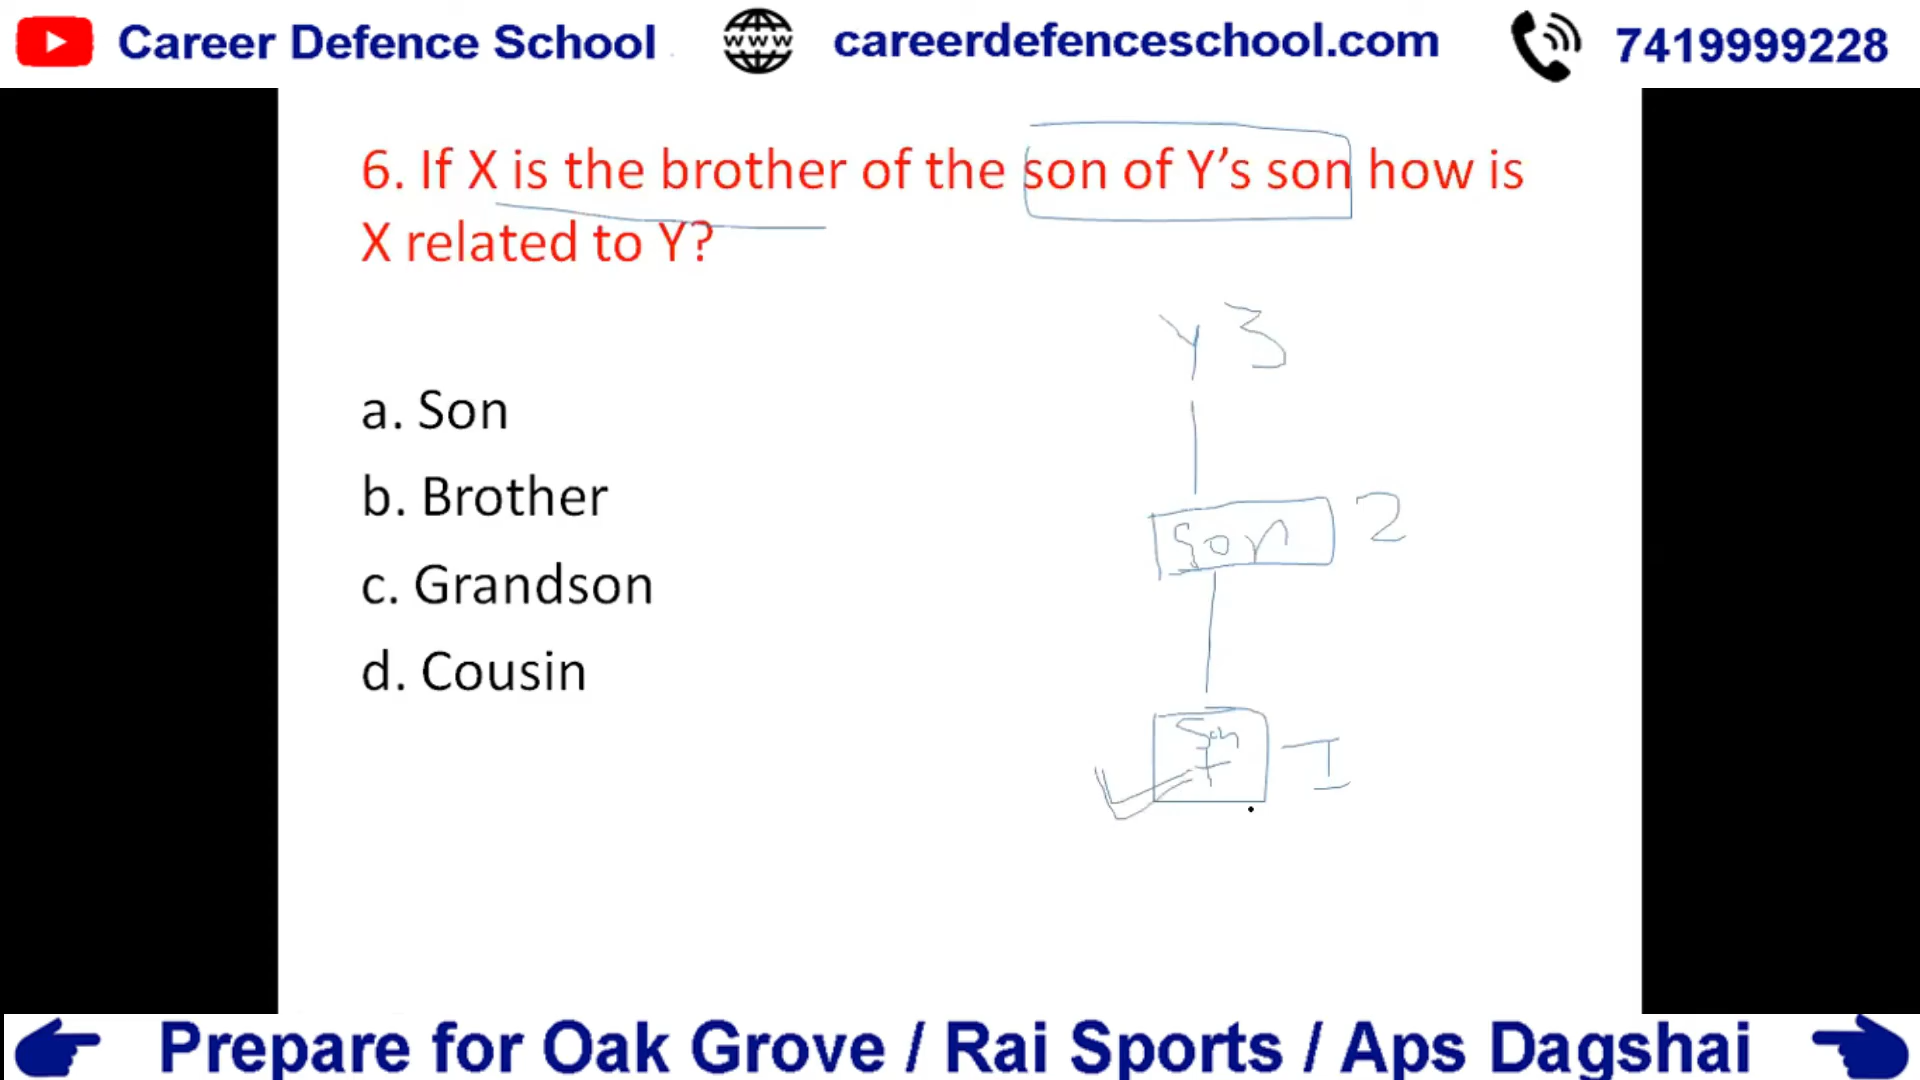 Career Defence School
www
careerdefenceschool.com
7419999228
6. If X is the brother of the son of Y’s son how is
X related to Y?
Y 3
a. Son
b. Brother
son 2
c. Grandson
d. Cousin
Son
I
Prepare for Oak Grove / Rai Sports / Aps Dagshai